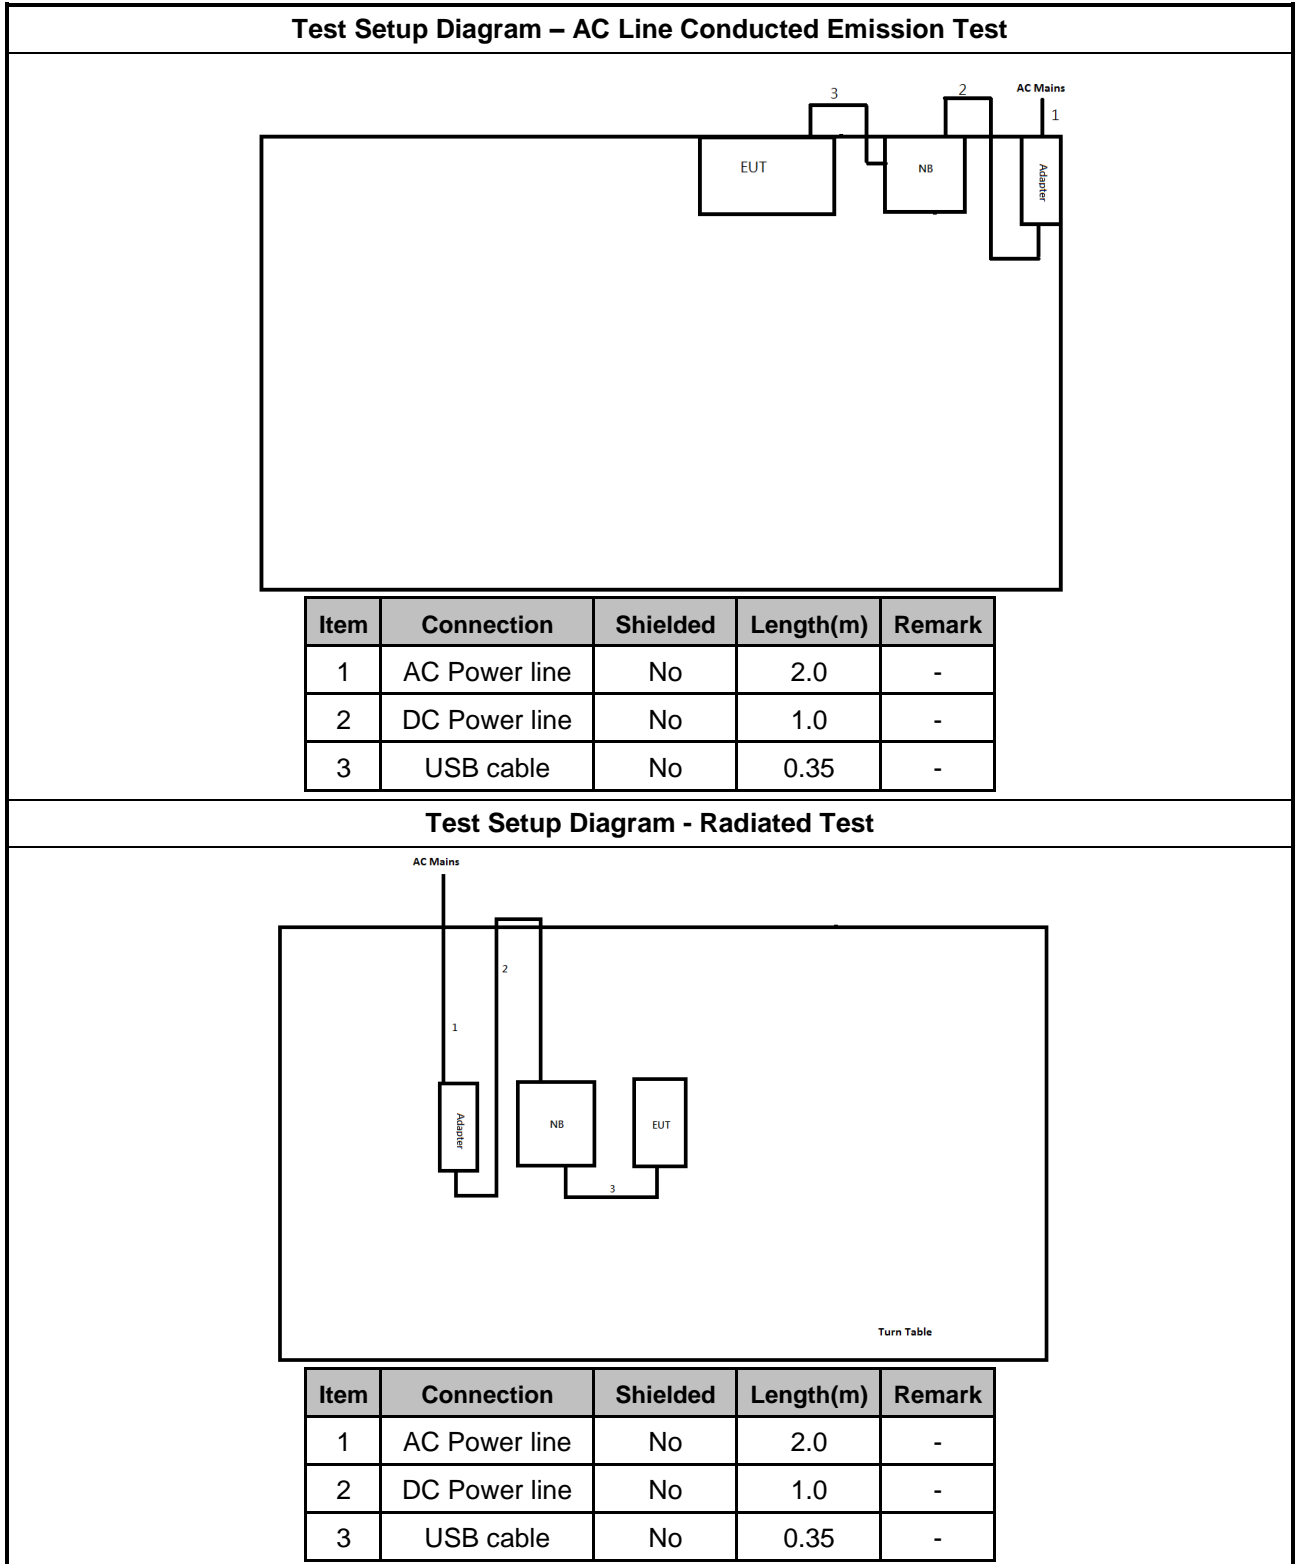 Test Setup Diagram – AC Line Conducted Emission Test
3 2 AC Mains
1
EUT NB Adapter
Item Connection Shielded Length(m) Remark
1 AC Power line No 2.0 -
2 DC Power line No 1.0 -
3 USB cable No 0.35 -
Test Setup Diagram - Radiated Test
AC Mains
2
1
Adapter NB EUT
3
Turn Table
Item Connection Shielded Length(m) Remark
1 AC Power line No 2.0 -
2 DC Power line No 1.0 -
3 USB cable No 0.35 -